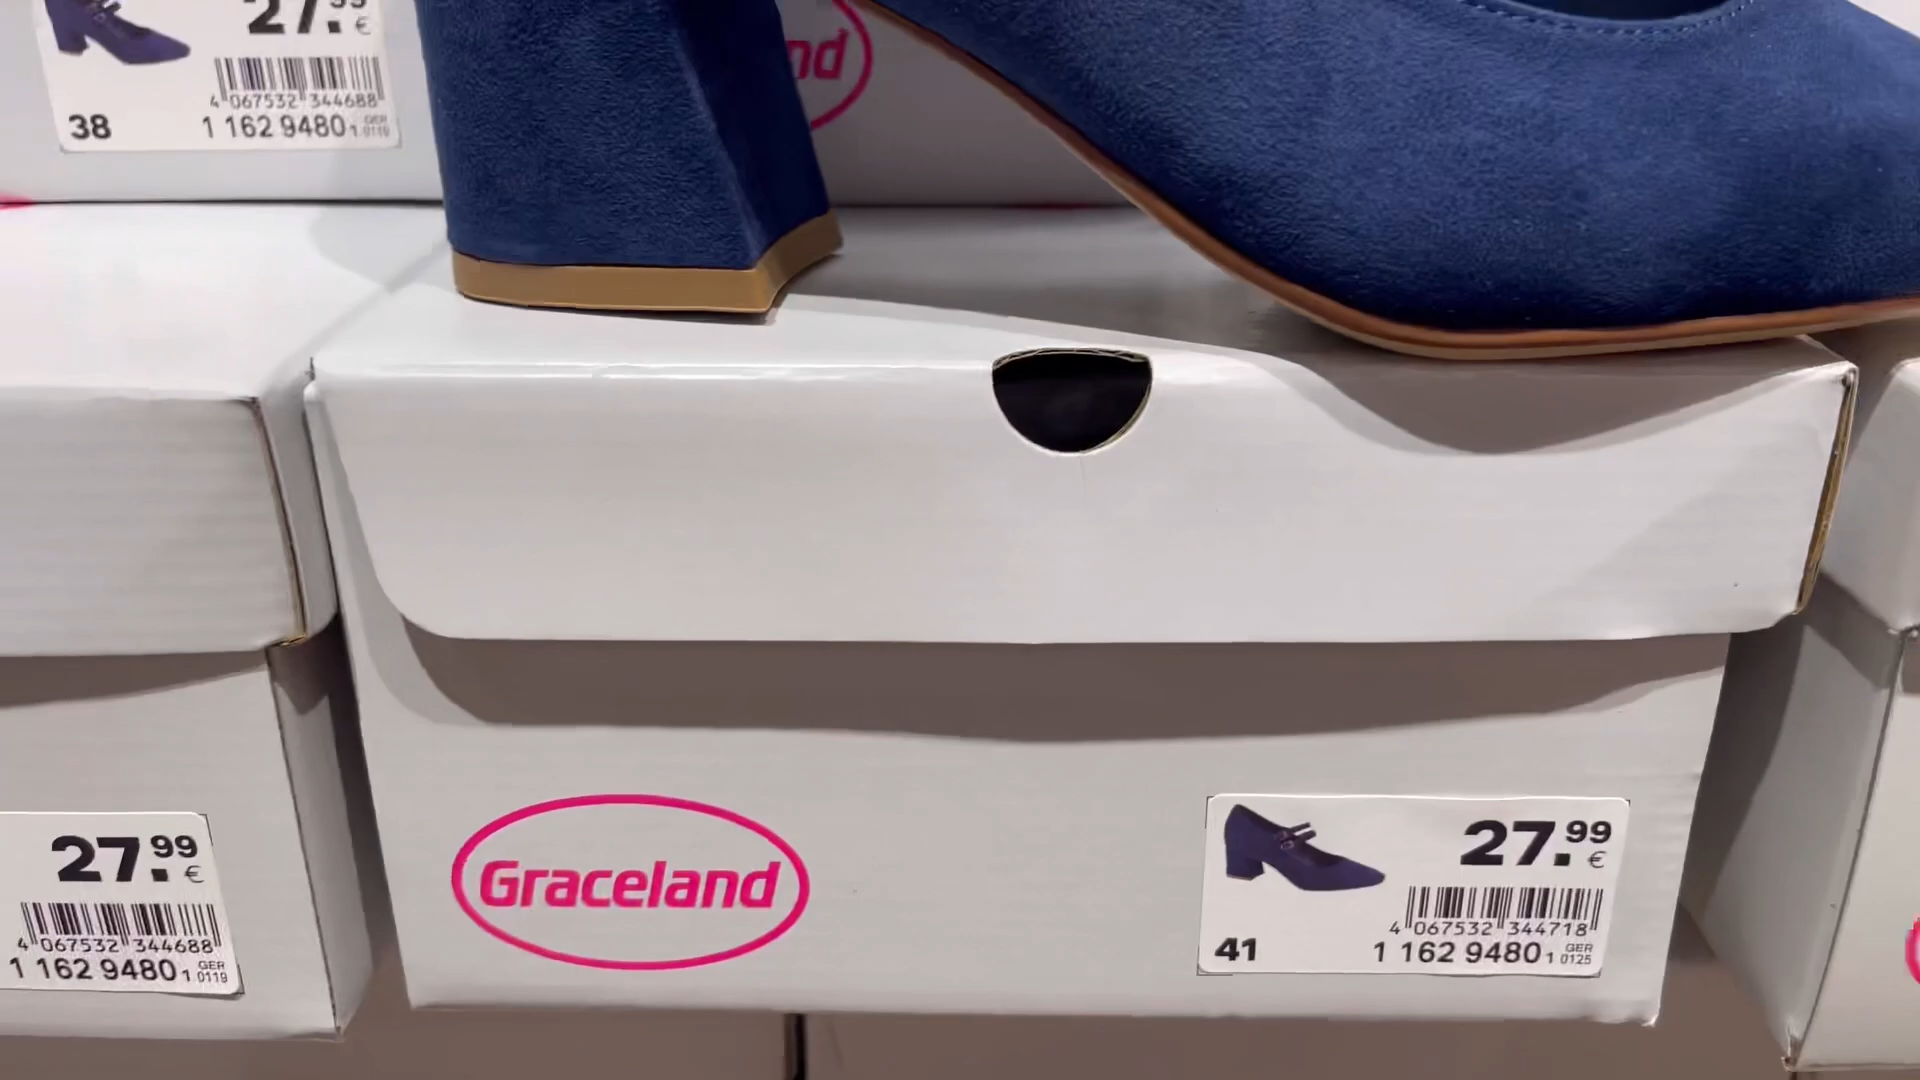 27.99
€
4 067532 344688
38
1 162 9480 1
GER
0119
nd
Graceland
27.99
€
4 067532 344688
1 162 9480 1
GER
0119
27.99
€
4 067532 344718
41
1 162 9480 1
GER
0125